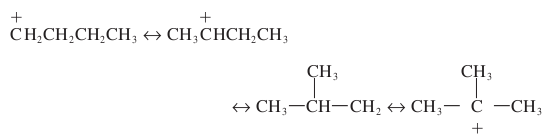 + +
CH₂CH₂CH₂CH₃ ↔ CH₃CHCH₂CH₃
CH₃ CH₃
↔ CH₃—CH—CH₂ ↔ CH₃— C —CH₃
+